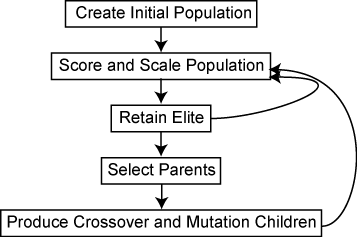 Create Initial Population
Score and Scale Population
Retain Elite
Select Parents
Produce Crossover and Mutation Children